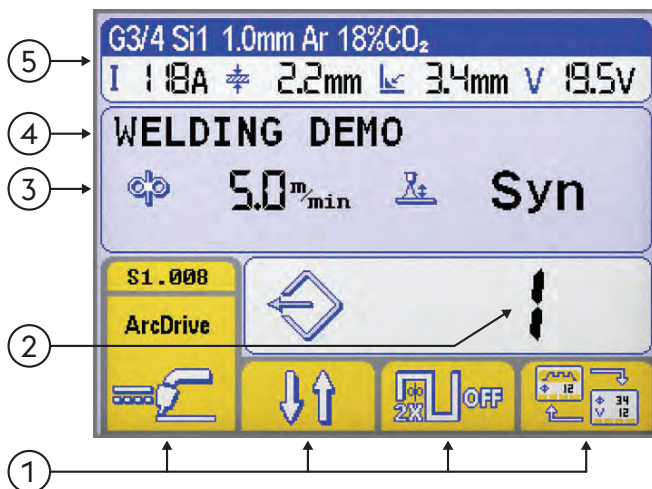 G3/4 Si1 1.0mm Ar 18%CO₂
I 118A 2.2mm 3.4mm V 19.5V
WELDING DEMO
5.0 m/min Syn
S1.008
ArcDrive
1
2X OFF
12 34
V 12
5
4
3
2
1